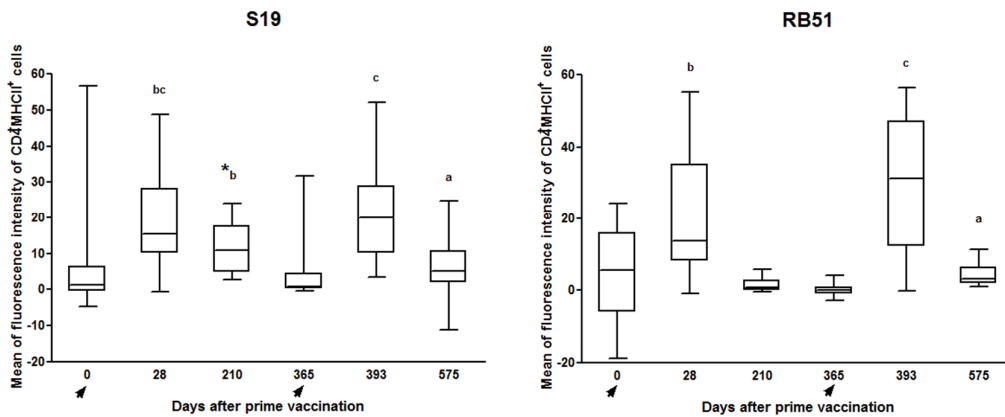 S19
Mean of fluorescence intensity of CD4⁺MHCII⁺ cells
60
50
40
30
20
10
0
-10
-20
bc
*b
c
a
0 28 210 365 393 575
Days after prime vaccination
RB51
Mean of fluorescence intensity of CD4⁺MHCII⁺ cells
60
40
20
0
-20
b
c
a
0 28 210 365 393 575
Days after prime vaccination